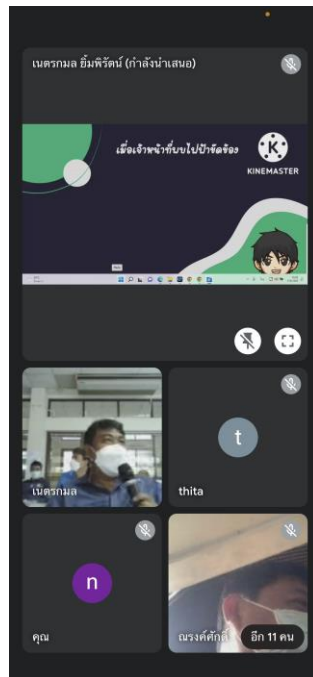 เนตรกมล ยิ้มพิรัตน์ (กำลังนำเสนอ)
เมื่อเจ้าหน้าที่พบไปป้าขัดข้อง
K
KINEMASTER
เนตรกมล
t
thita
n
คุณ
ณรงค์ศักดิ์
อีก 11 คน